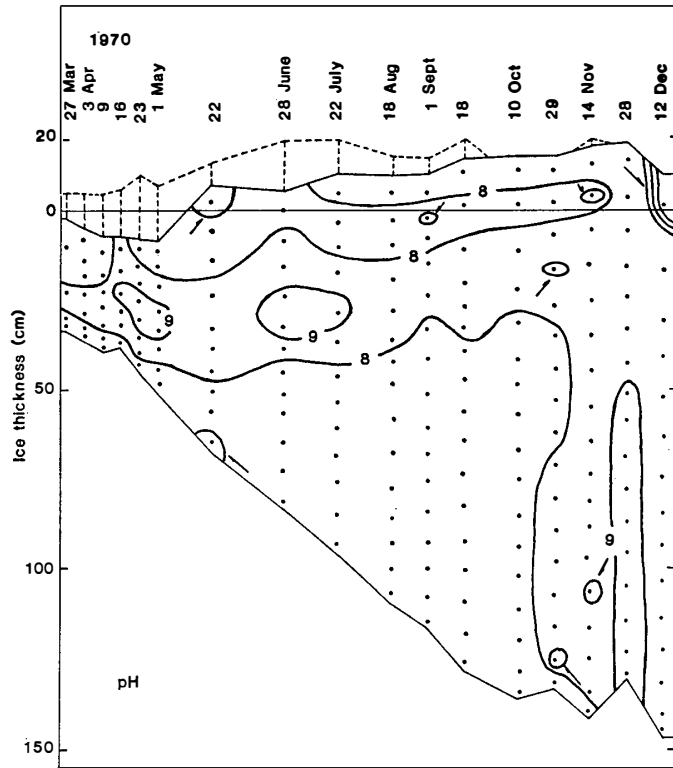 1970
27 Mar
3 Apr
9
16
23
1 May
22
28 June
22 July
18 Aug
1 Sept
18
10 Oct
29
14 Nov
28
12 Dec
20
0
50
100
150
Ice thickness (cm)
8
8
9
9
8
9
pH